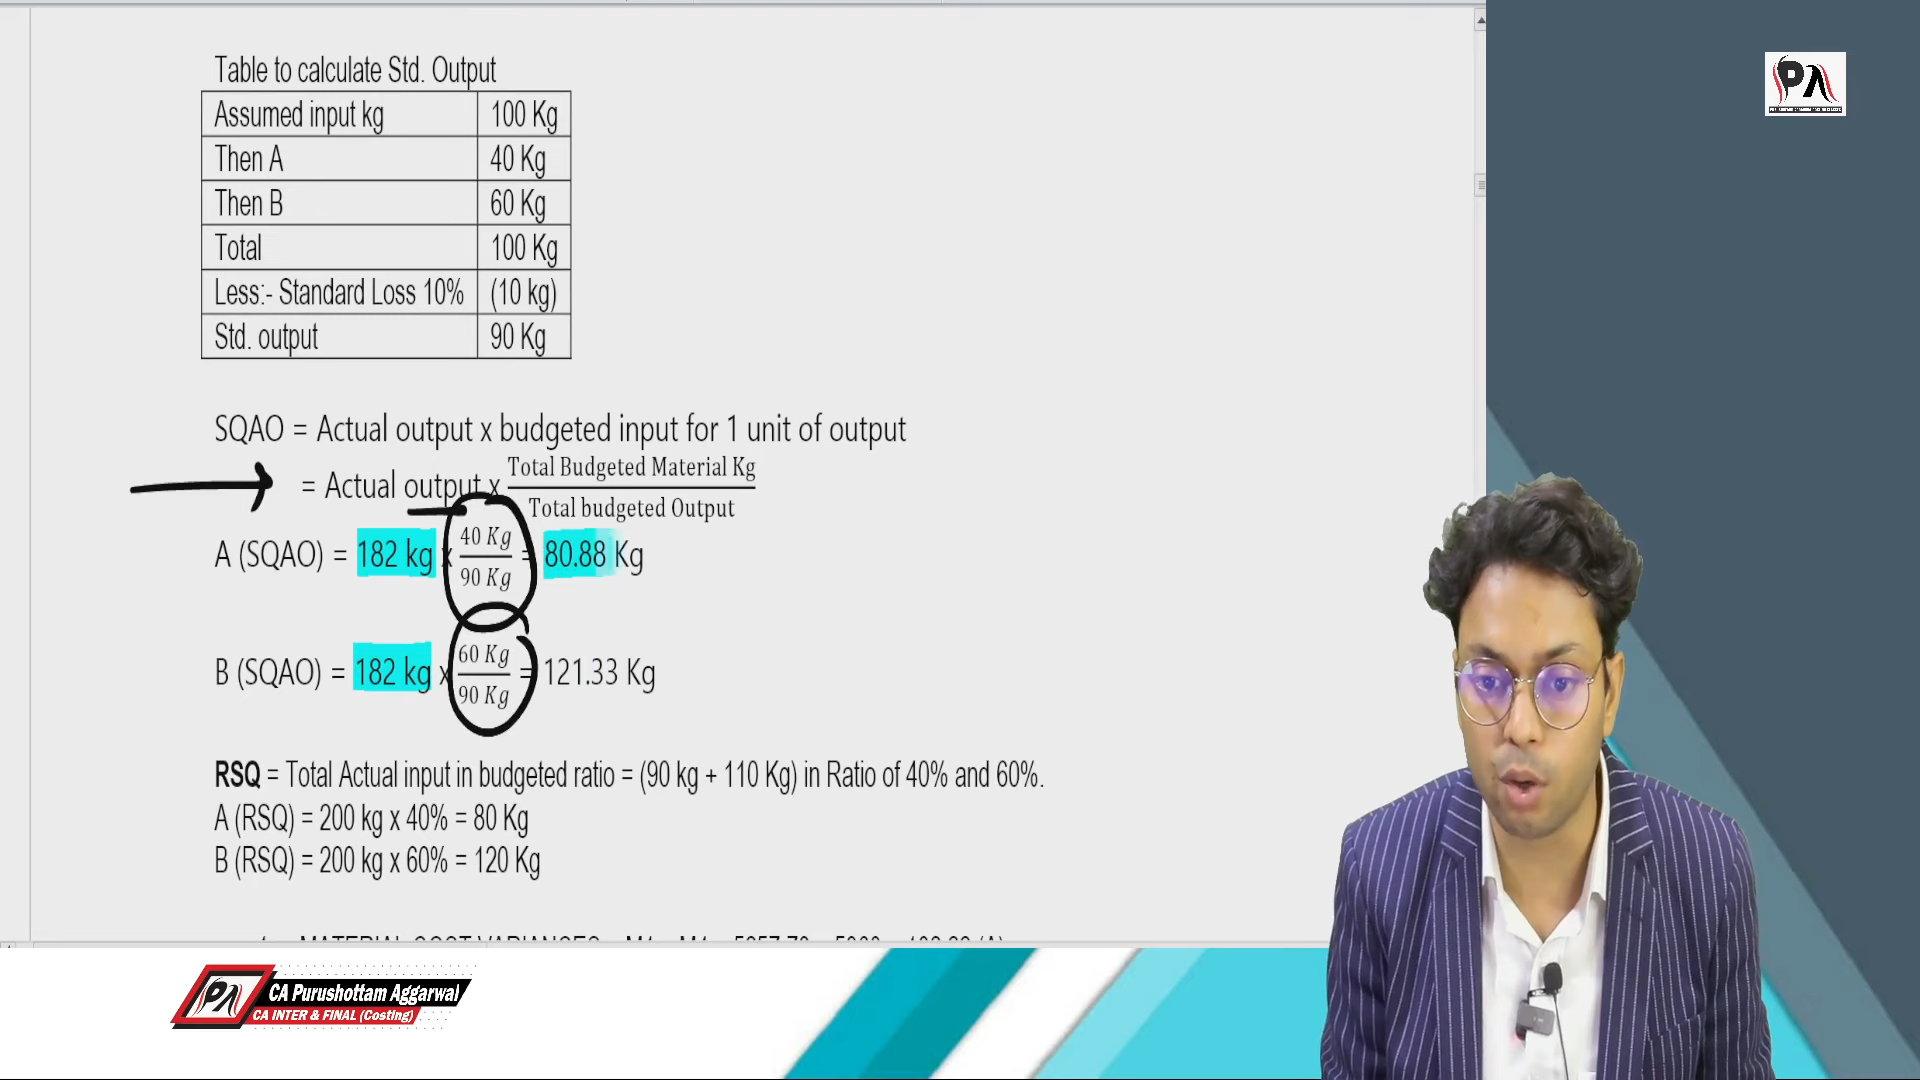 Table to calculate Std. Output
Assumed input kg 100 Kg
Then A 40 Kg
Then B 60 Kg
Total 100 Kg
Less:- Standard Loss 10% (10 kg)
Std. output 90 Kg
SQAO = Actual output x budgeted input for 1 unit of output
= Actual output x Total Budgeted Material Kg / Total budgeted Output
A (SQAO) = 182 kg x 40 Kg / 90 Kg = 80.88 Kg
B (SQAO) = 182 kg x 60 Kg / 90 Kg = 121.33 Kg
RSQ = Total Actual input in budgeted ratio = (90 kg + 110 Kg) in Ratio of 40% and 60%.
A (RSQ) = 200 kg x 40% = 80 Kg
B (RSQ) = 200 kg x 60% = 120 Kg
PA
PA
CA Purushottam Aggarwal
CA INTER & FINAL (Costing)